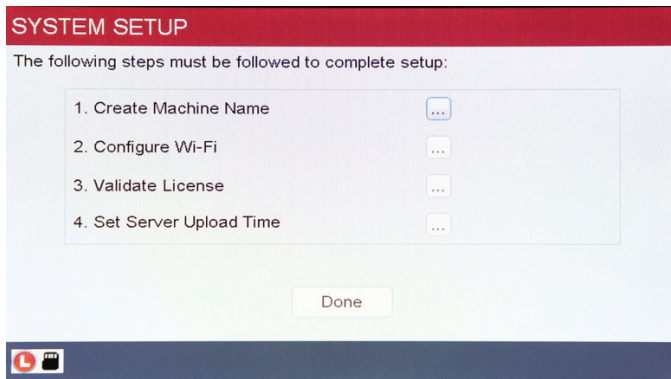 SYSTEM SETUP
The following steps must be followed to complete setup:
1. Create Machine Name ...
2. Configure Wi-Fi ...
3. Validate License ...
4. Set Server Upload Time ...
Done
L